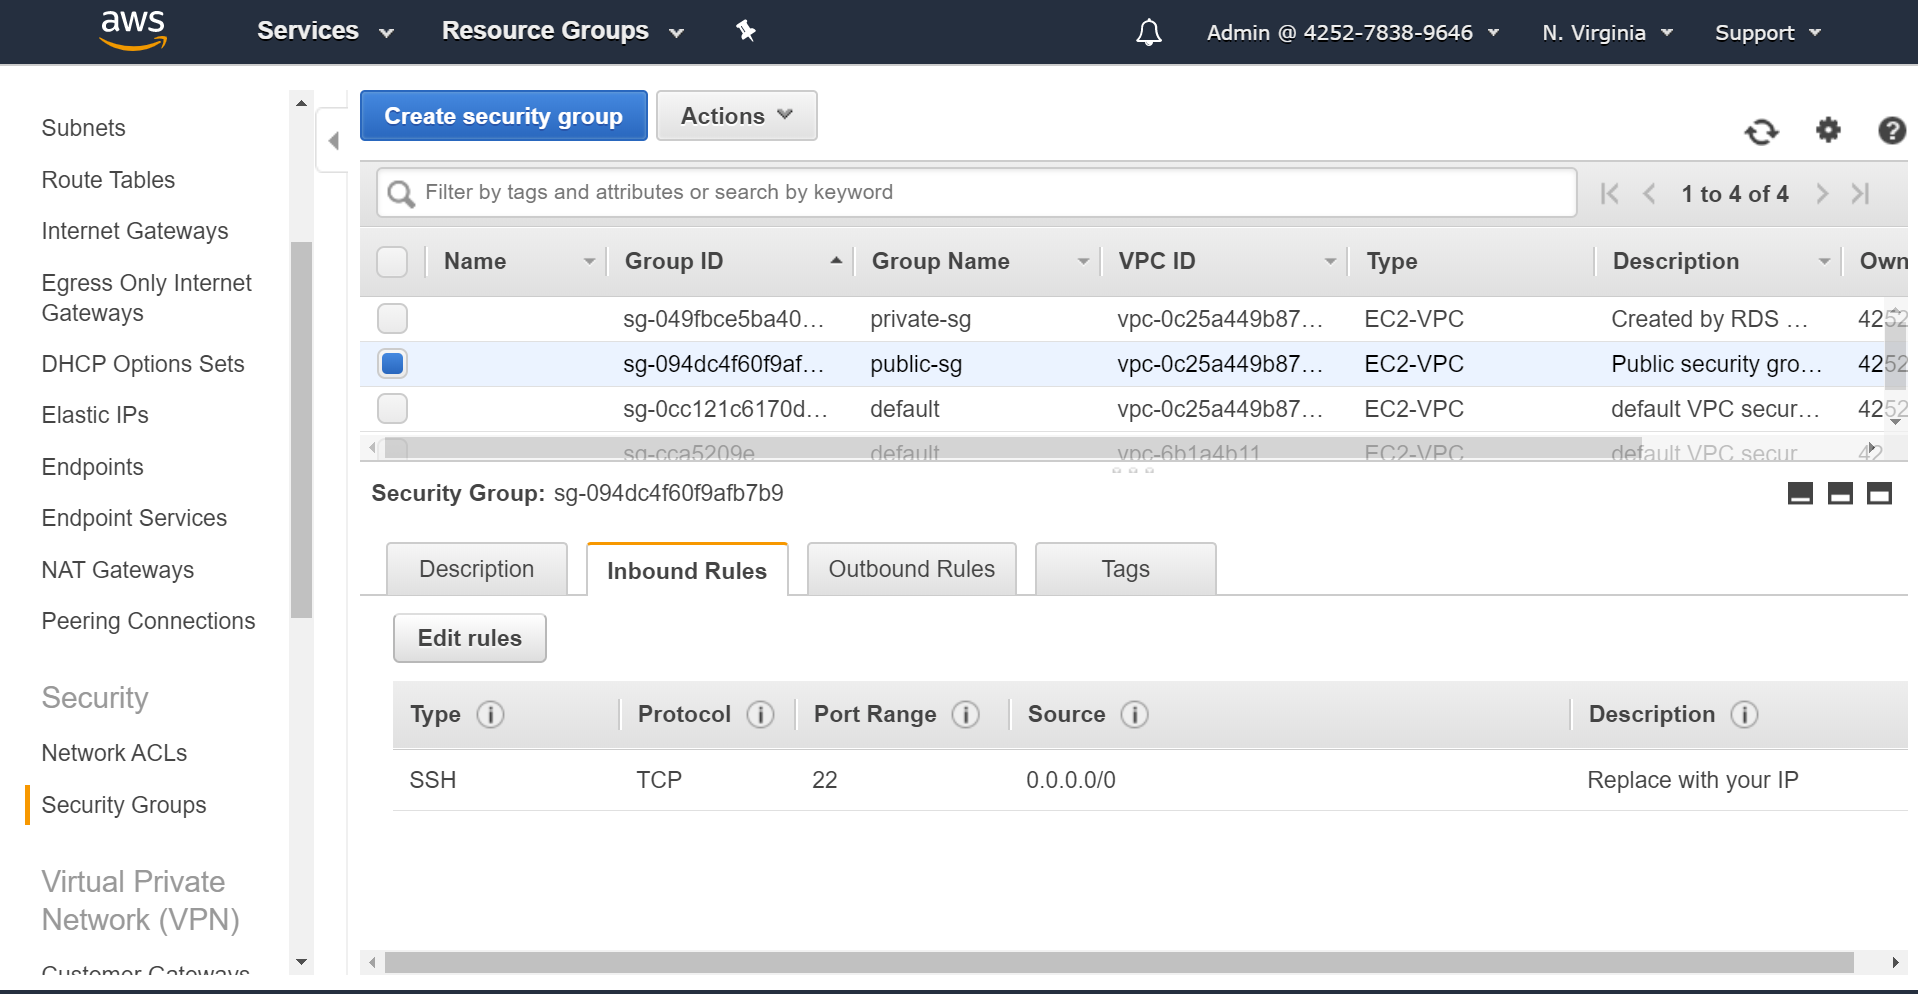 aws Services Resource Groups Admin @ 4252-7838-9646 N. Virginia Support
Subnets
Route Tables
Internet Gateways
Egress Only Internet
Gateways
DHCP Options Sets
Elastic IPs
Endpoints
Endpoint Services
NAT Gateways
Peering Connections
Security
Network ACLs
Security Groups
Virtual Private
Network (VPN)
Customer Gateways
Create security group Actions
Filter by tags and attributes or search by keyword 1 to 4 of 4
Name Group ID Group Name VPC ID Type Description Own
sg-049fbce5ba40... private-sg vpc-0c25a449b87... EC2-VPC Created by RDS ... 4252
sg-094dc4f60f9af... public-sg vpc-0c25a449b87... EC2-VPC Public security gro... 4252
sg-0cc121c6170d... default vpc-0c25a449b87... EC2-VPC default VPC secur... 4252
sg-cca5209e default vpc-6b1a4b11 EC2-VPC default VPC secur 42
Security Group: sg-094dc4f60f9afb7b9
Description Inbound Rules Outbound Rules Tags
Edit rules
Type Protocol Port Range Source Description
SSH TCP 22 0.0.0.0/0 Replace with your IP